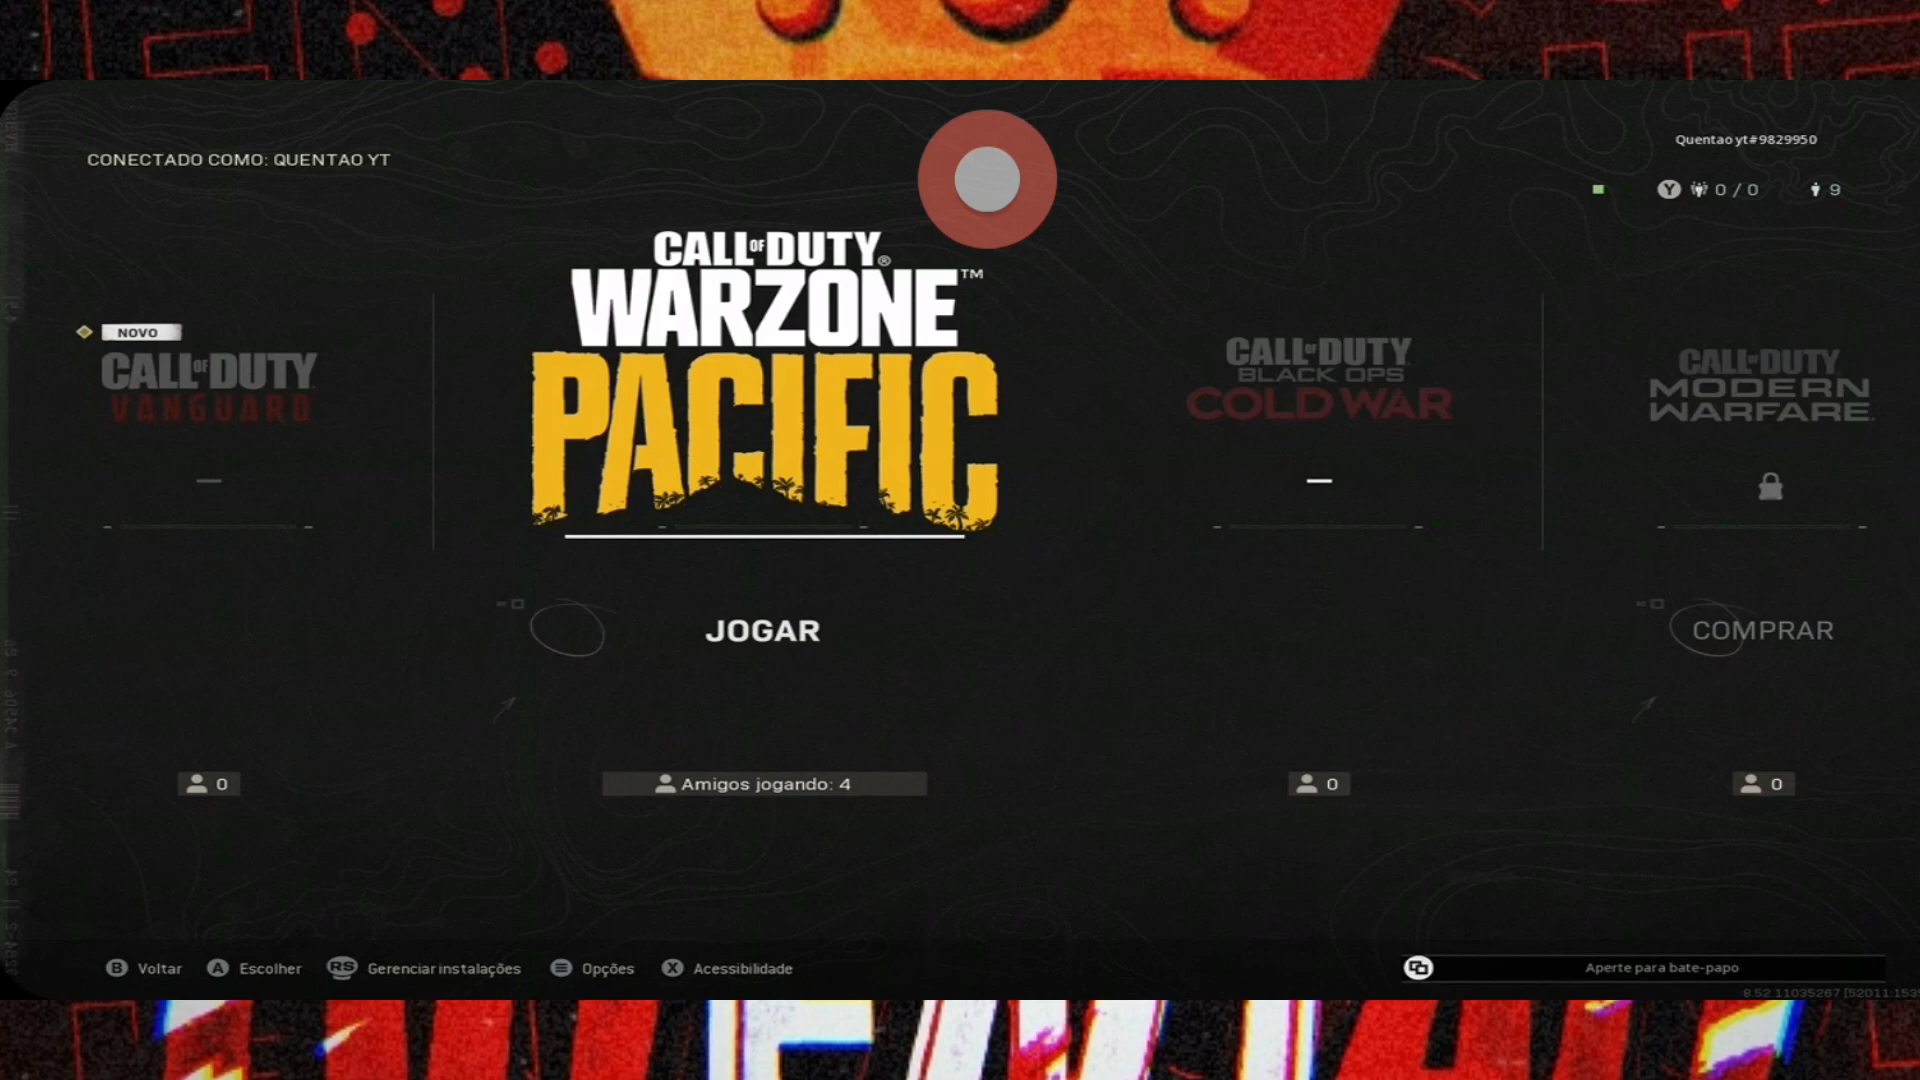 CONECTADO COMO: QUENTAO YT
Quentao yt#9829950
Y 0 / 0 9
CALL OF DUTY®
WARZONE™
PACIFIC
NOVO
CALL OF DUTY
VANGUARD
CALL OF DUTY
BLACK OPS
COLD WAR
CALL OF DUTY
MODERN
WARFARE
JOGAR
COMPRAR
0
Amigos jogando: 4
0
0
B Voltar
A Escolher
RS Gerenciar instalações
Opções
X Acessibilidade
Aperte para bate-papo